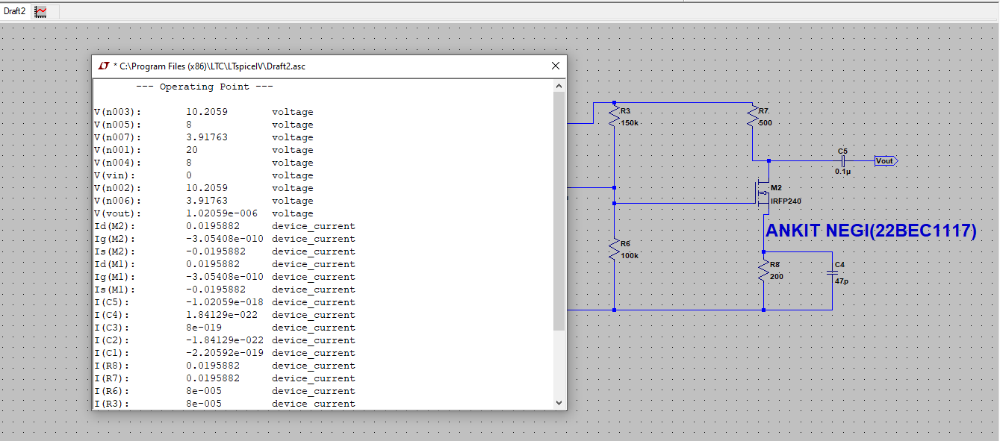 Draft2
* C:\Program Files (x86)\LTC\LTspiceIV\Draft2.asc
--- Operating Point ---
V(n003): 10.2059 voltage
V(n005): 8 voltage
V(n007): 3.91763 voltage
V(n001): 20 voltage
V(n004): 8 voltage
V(vin): 0 voltage
V(n002): 10.2059 voltage
V(n006): 3.91763 voltage
V(vout): 1.02059e-006 voltage
Id(M2): 0.0195882 device_current
Ig(M2): -3.05408e-010 device_current
Is(M2): -0.0195882 device_current
Id(M1): 0.0195882 device_current
Ig(M1): -3.05408e-010 device_current
Is(M1): -0.0195882 device_current
I(C5): -1.02059e-018 device_current
I(C4): 1.84129e-022 device_current
I(C3): 8e-019 device_current
I(C2): -1.84129e-022 device_current
I(C1): -2.20592e-019 device_current
I(R8): 0.0195882 device_current
I(R7): 0.0195882 device_current
I(R6): 8e-005 device_current
I(R3): 8e-005 device_current
R3
150k
R7
500
C5
0.1µ
Vout
M2
IRFP240
ANKIT NEGI(22BEC1117)
R6
100k
R8
200
C4
47p